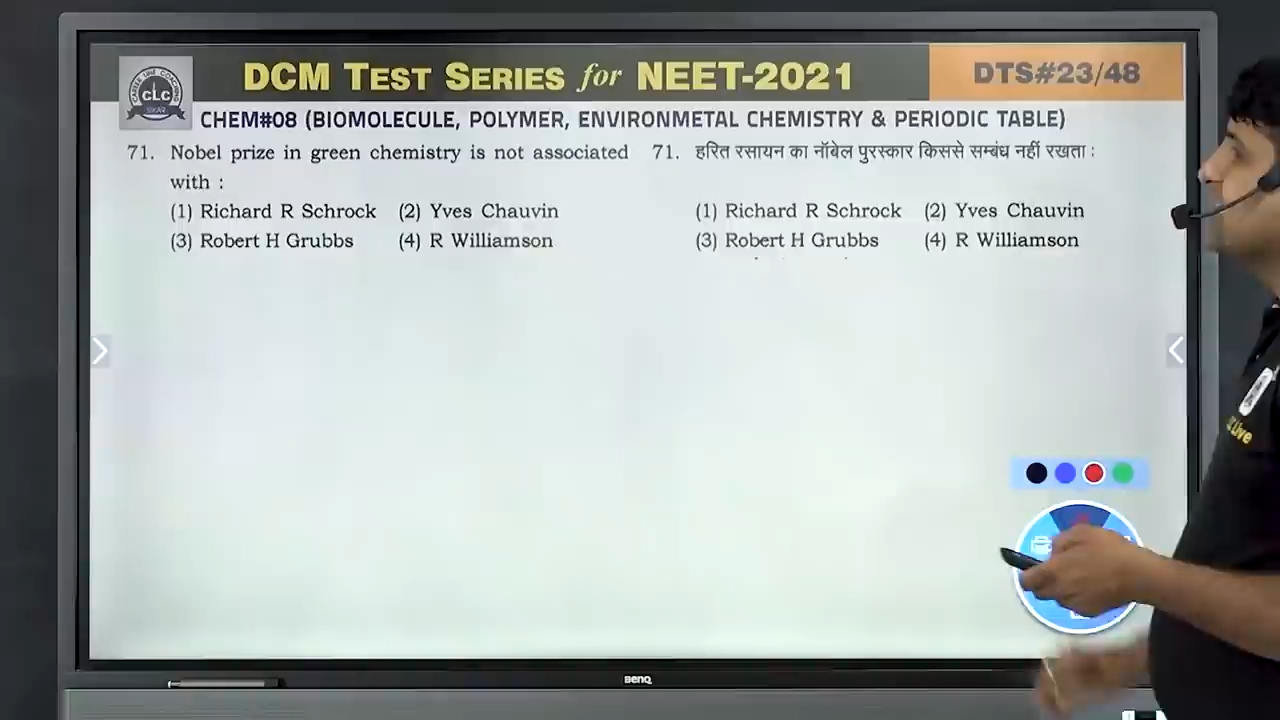 DCM TEST SERIES for NEET-2021
DTS#23/48
CLC
CHEM#08 (BIOMOLECULE, POLYMER, ENVIRONMETAL CHEMISTRY & PERIODIC TABLE)
71. Nobel prize in green chemistry is not associated
with :
(1) Richard R Schrock (2) Yves Chauvin
(3) Robert H Grubbs (4) R Williamson
71. हरित रसायन का नॉबेल पुरस्कार किससे सम्बंध नहीं रखता :
(1) Richard R Schrock (2) Yves Chauvin
(3) Robert H Grubbs (4) R Williamson
Live
BenQ